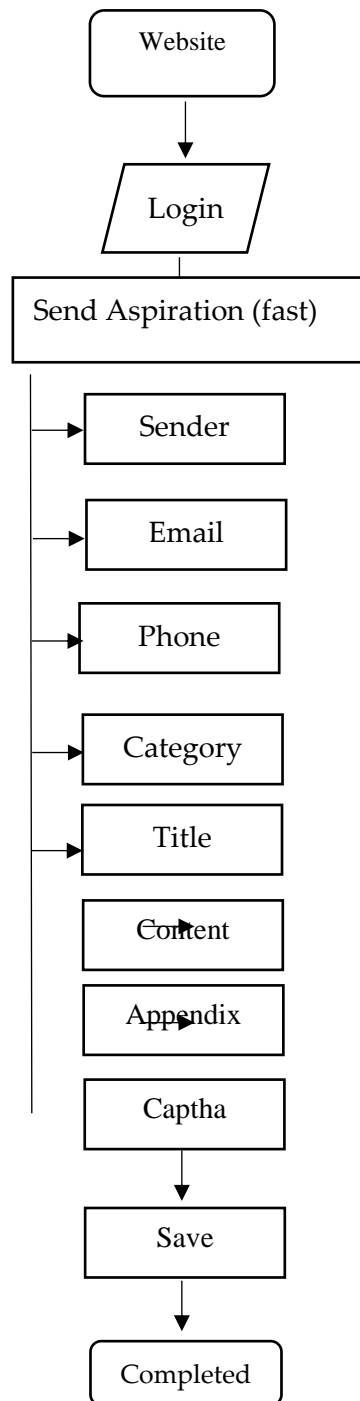 Website
Login
Send Aspiration (fast)
Sender
Email
Phone
Category
Title
Content
Appendix
Captha
Save
Completed